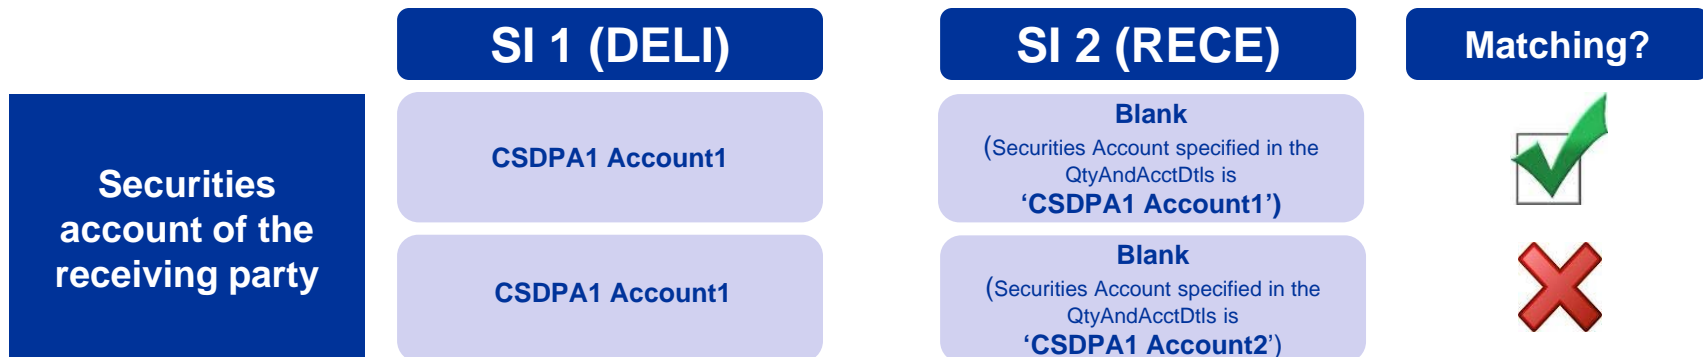 SI 1 (DELI)
SI 2 (RECE)
Matching?
Securities
account of the
receiving party
CSDPA1 Account1
Blank
(Securities Account specified in the
QtyAndAcctDtls is
‘CSDPA1 Account1’)
CSDPA1 Account1
Blank
(Securities Account specified in the
QtyAndAcctDtls is
‘CSDPA1 Account2’)